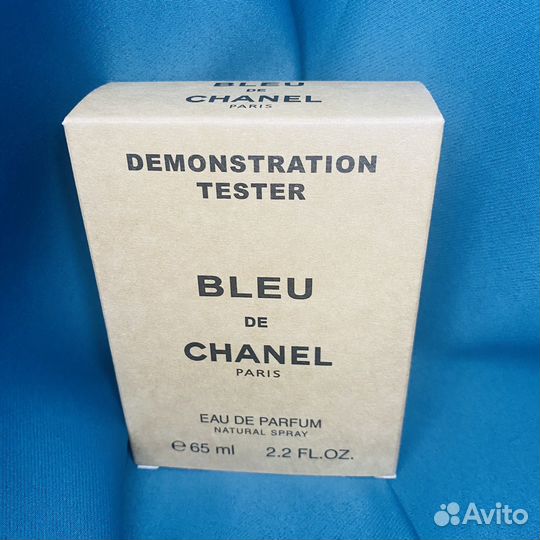 BLEU
DE
CHANEL
PARIS
DEMONSTRATION
TESTER
BLEU
DE
CHANEL
PARIS
EAU DE PARFUM
NATURAL SPRAY
℮ 65 ml 2.2 FL.OZ.
Avito